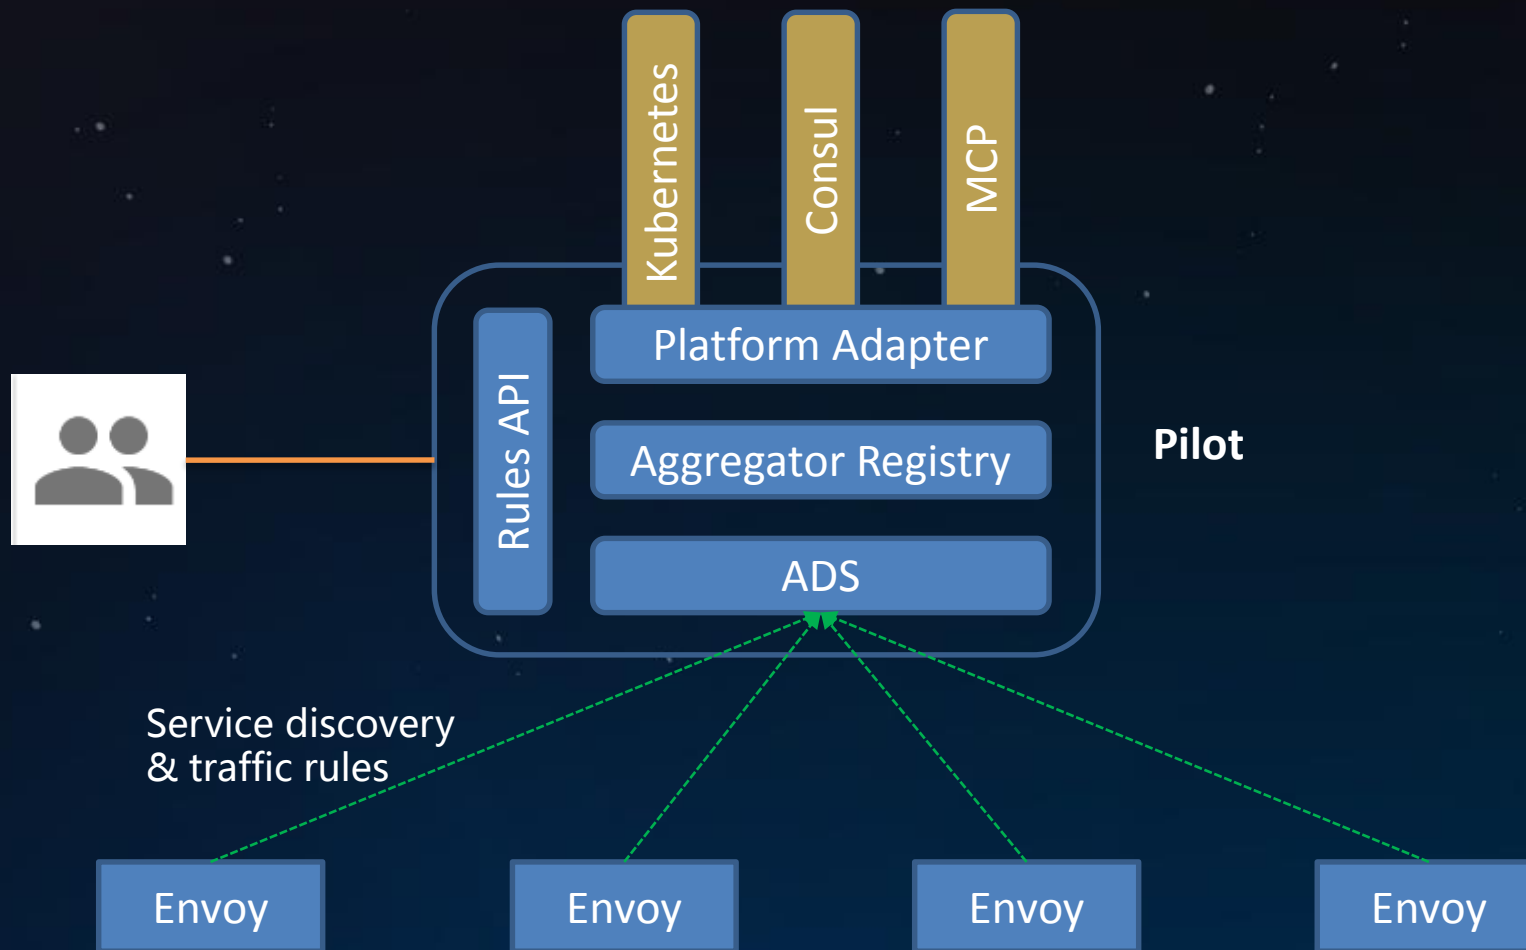 Kubernetes
Consul
MCP
Rules API
Platform Adapter
Aggregator Registry
ADS
Pilot
Service discovery
& traffic rules
Envoy
Envoy
Envoy
Envoy